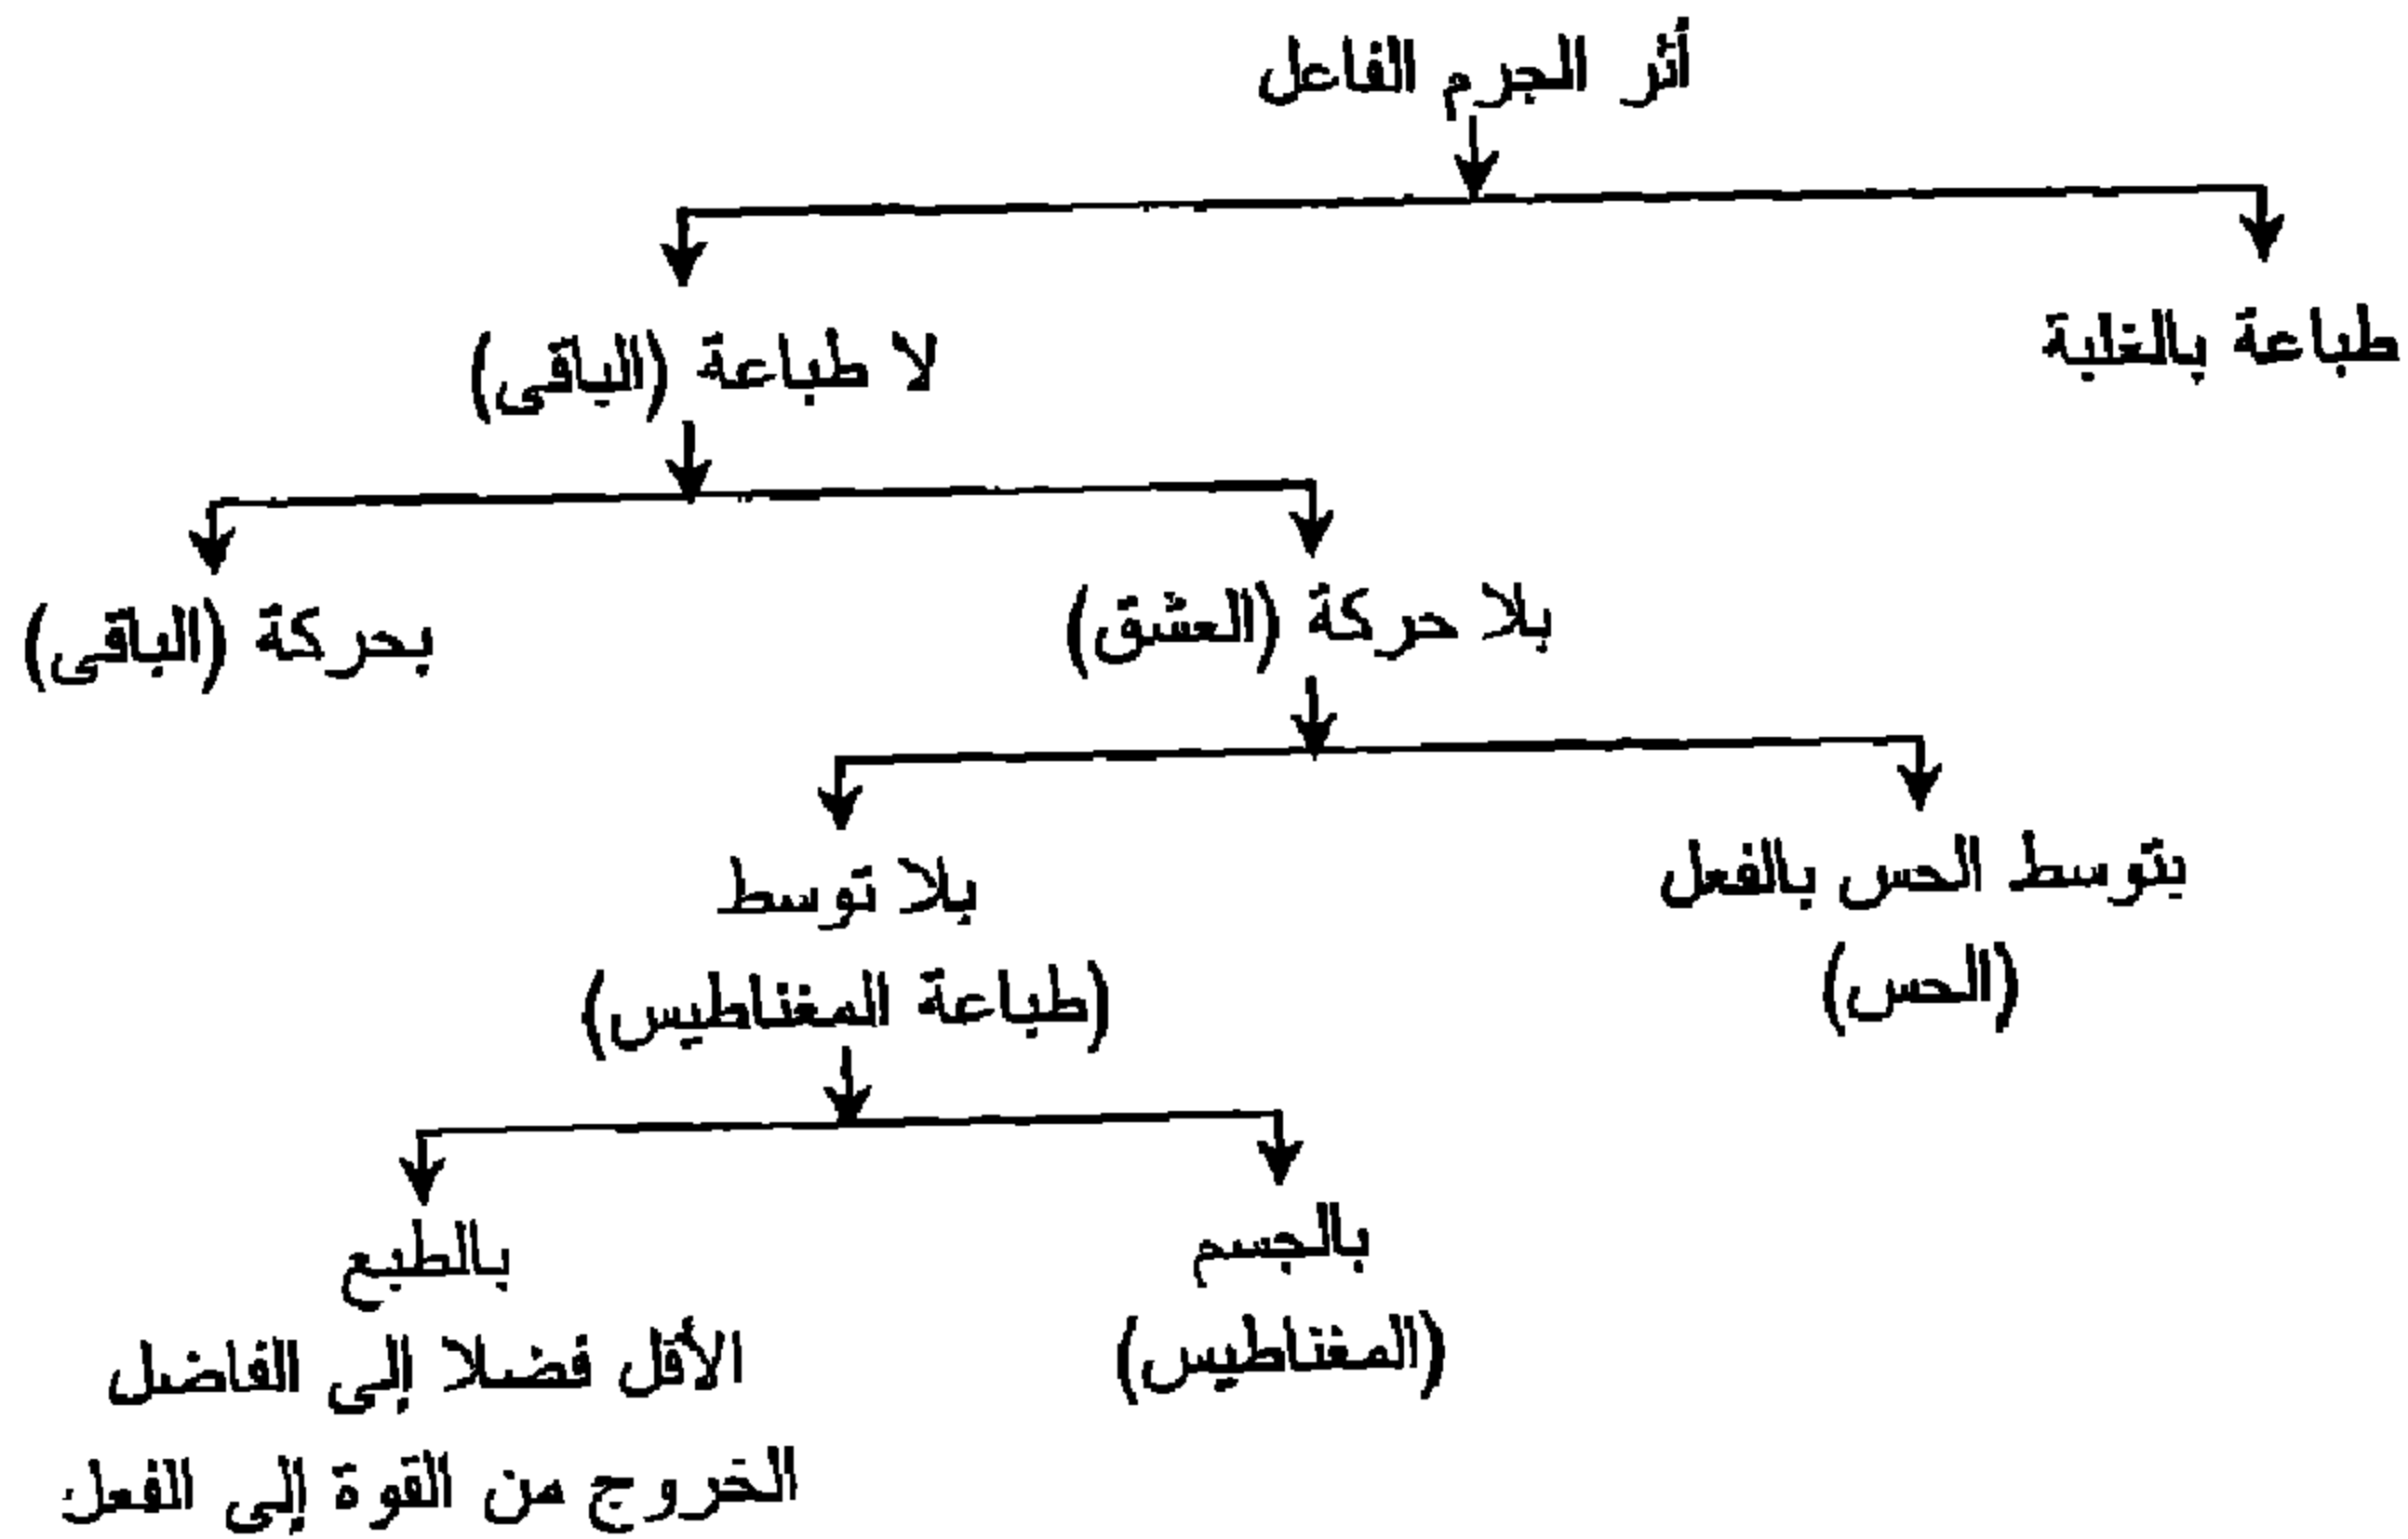 أثر الجرم الفاعل
طباعة بالغلبة
لا طباعة (الباقى)
بلا حركة (العشق)
بحركة (الباقى)
يتوسط الحس بالفعل
(الحس)
بلا توسط
(طباعة المغناطيس)
بالجسم
(المغناطيس)
بالطبع
الأقل فضلا إلى الفاضل
الخروج من القوة إلى الفعل